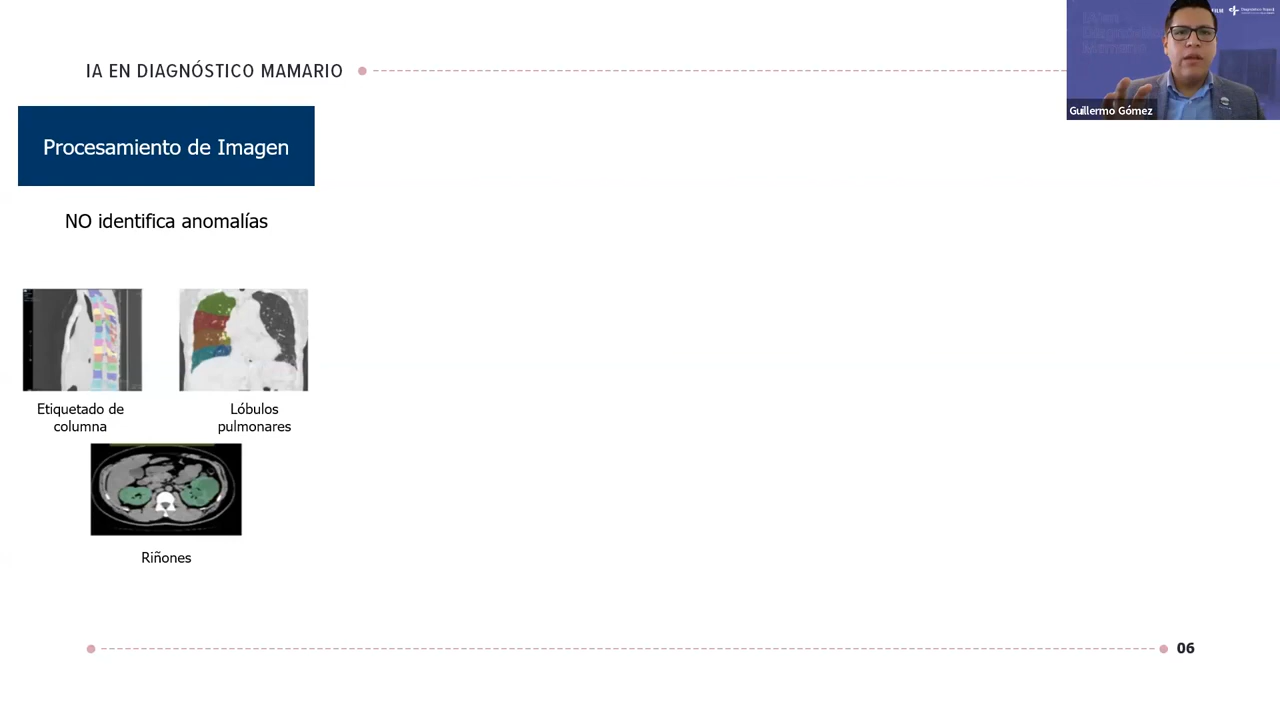 IA EN DIAGNÓSTICO MAMARIO
Guillermo Gómez
Procesamiento de Imagen
NO identifica anomalías
Etiquetado de
columna
Lóbulos
pulmonares
Riñones
06